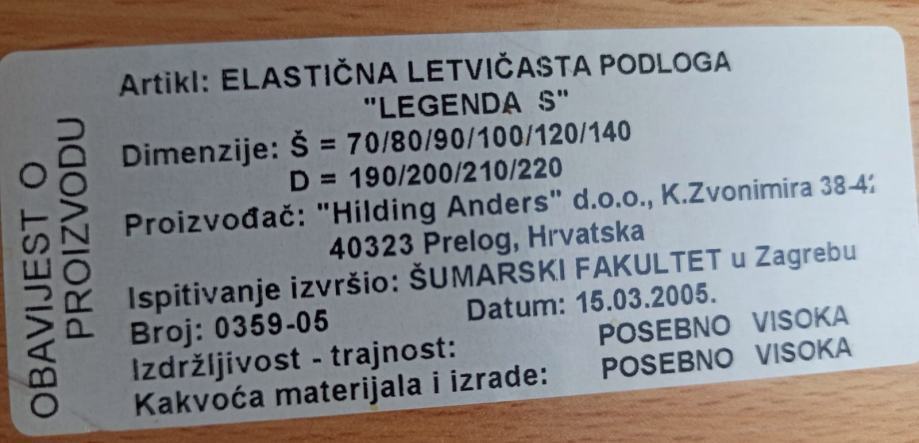 OBAVIJEST O
PROIZVODU
Artikl: ELASTIČNA LETVIČASTA PODLOGA
"LEGENDA S"
Dimenzije: Š = 70/80/90/100/120/140
D = 190/200/210/220
Proizvođač: "Hilding Anders" d.o.o., K.Zvonimira
40323 Prelog, Hrvatska
Ispitivanje izvršio: ŠUMARSKI FAKULTET u Zagrebu
Broj: 0359-05 Datum: 15.03.2005.
Izdržljivost - trajnost: POSEBNO VISOKA
Kakvoća materijala i izrade: POSEBNO VISOKA